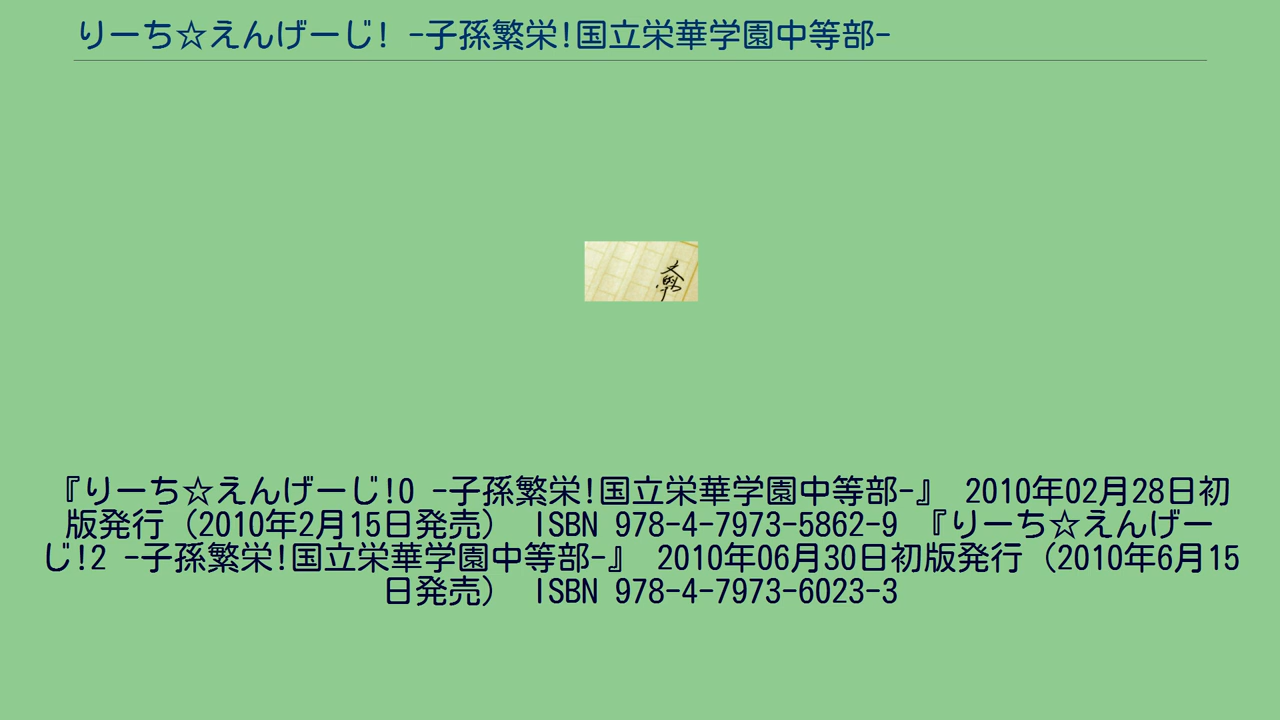 りーち☆えんげーじ! -子孫繁栄!国立栄華学園中等部-
『りーち☆えんげーじ!0 -子孫繁栄!国立栄華学園中等部-』 2010年02月28日初
版発行（2010年2月15日発売） ISBN 978-4-7973-5862-9 『りーち☆えんげー
じ!2 -子孫繁栄!国立栄華学園中等部-』 2010年06月30日初版発行（2010年6月15
日発売） ISBN 978-4-7973-6023-3